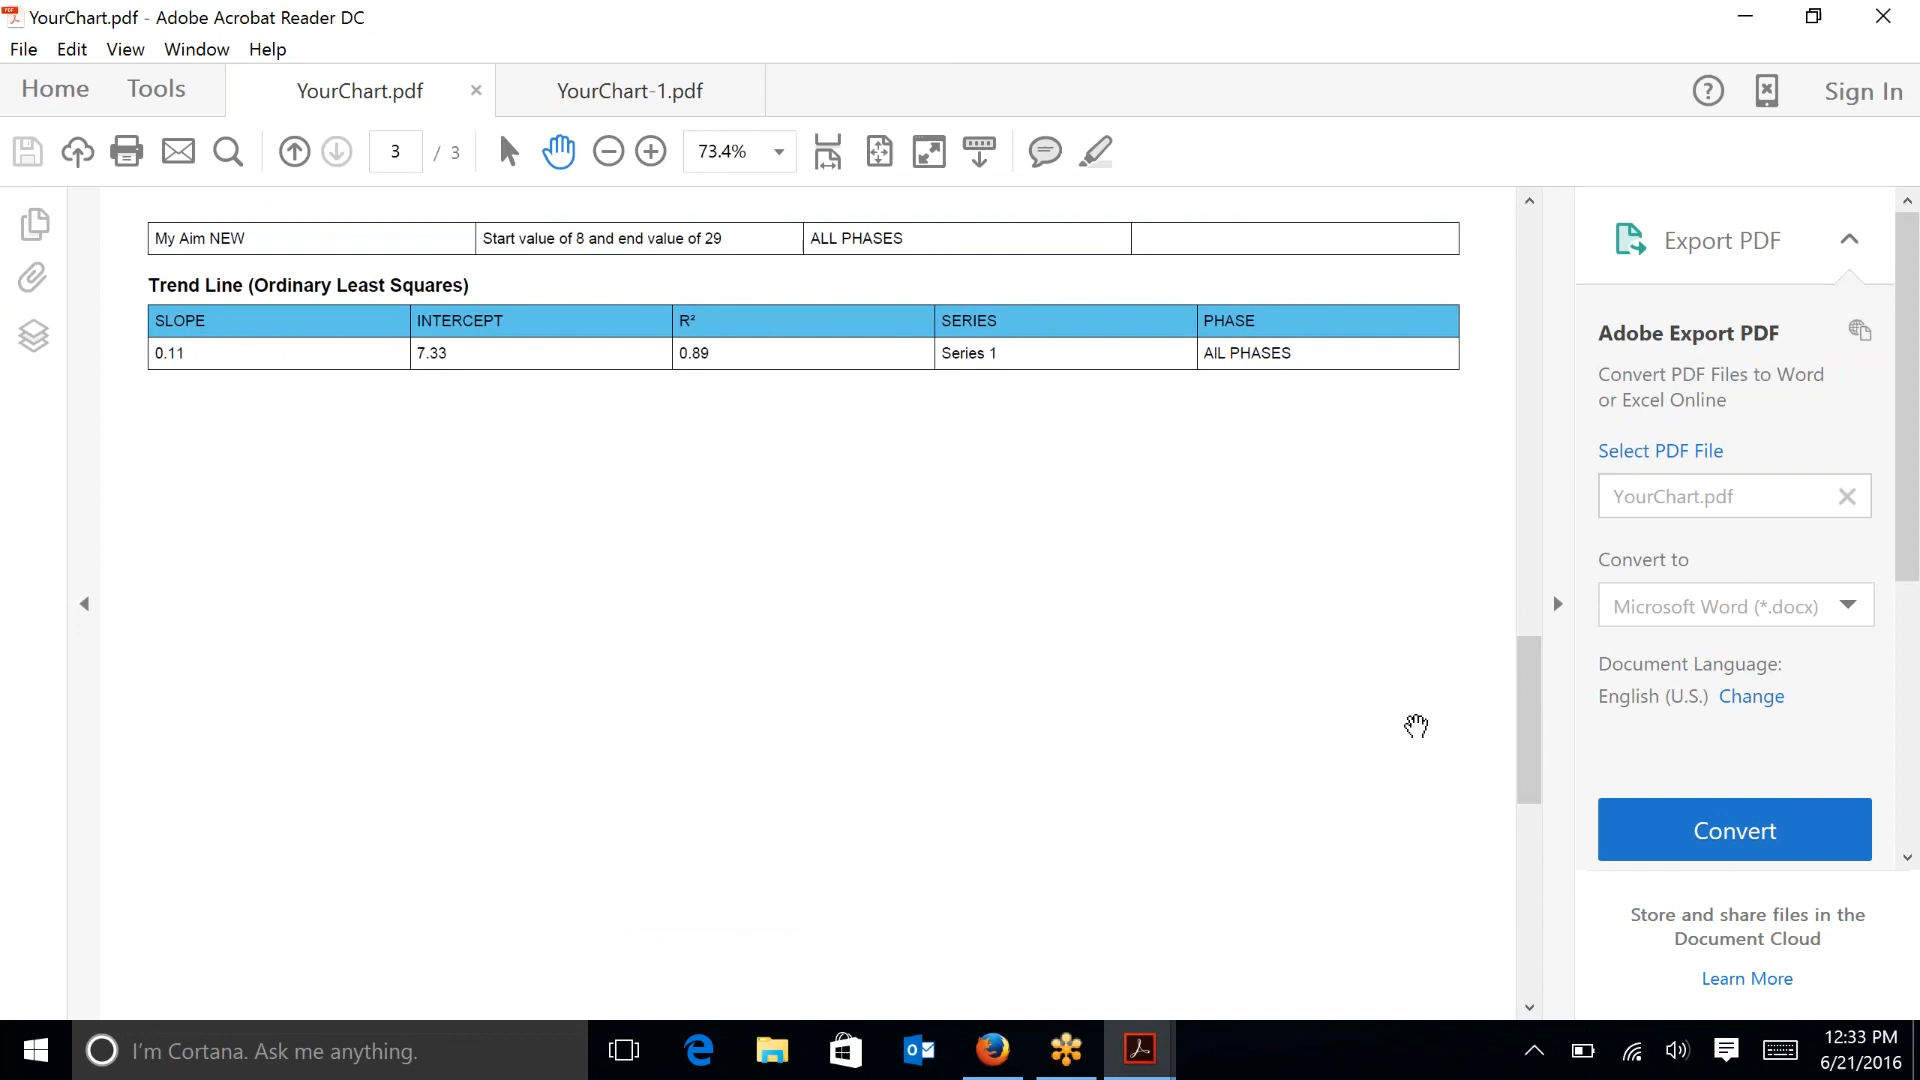 YourChart.pdf - Adobe Acrobat Reader DC
File Edit View Window Help
Home Tools YourChart.pdf YourChart-1.pdf Sign In
3 / 3 73.4%
My Aim NEW Start value of 8 and end value of 29 ALL PHASES
Trend Line (Ordinary Least Squares)
SLOPE INTERCEPT R² SERIES PHASE
0.11 7.33 0.89 Series 1 AlL PHASES
Export PDF
Adobe Export PDF
Convert PDF Files to Word
or Excel Online
Select PDF File
YourChart.pdf
Convert to
Microsoft Word (*.docx)
Document Language:
English (U.S.) Change
Convert
Store and share files in the
Document Cloud
Learn More
I'm Cortana. Ask me anything.
12:33 PM
6/21/2016